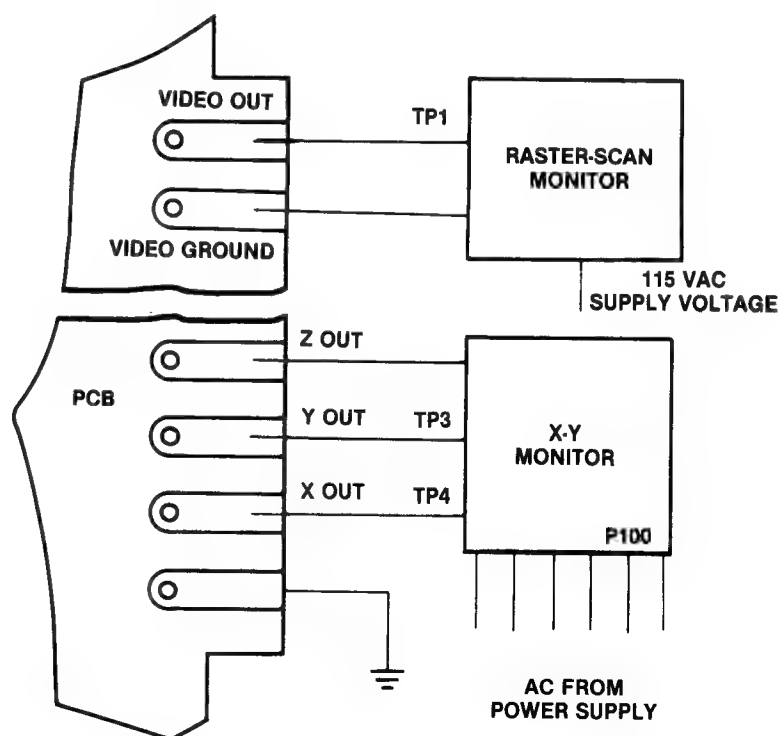 VIDEO OUT
TP1
RASTER-SCAN
MONITOR
VIDEO GROUND
115 VAC
SUPPLY VOLTAGE
Z OUT
PCB
Y OUT
TP3
X-Y
MONITOR
X OUT
TP4
P100
AC FROM
POWER SUPPLY